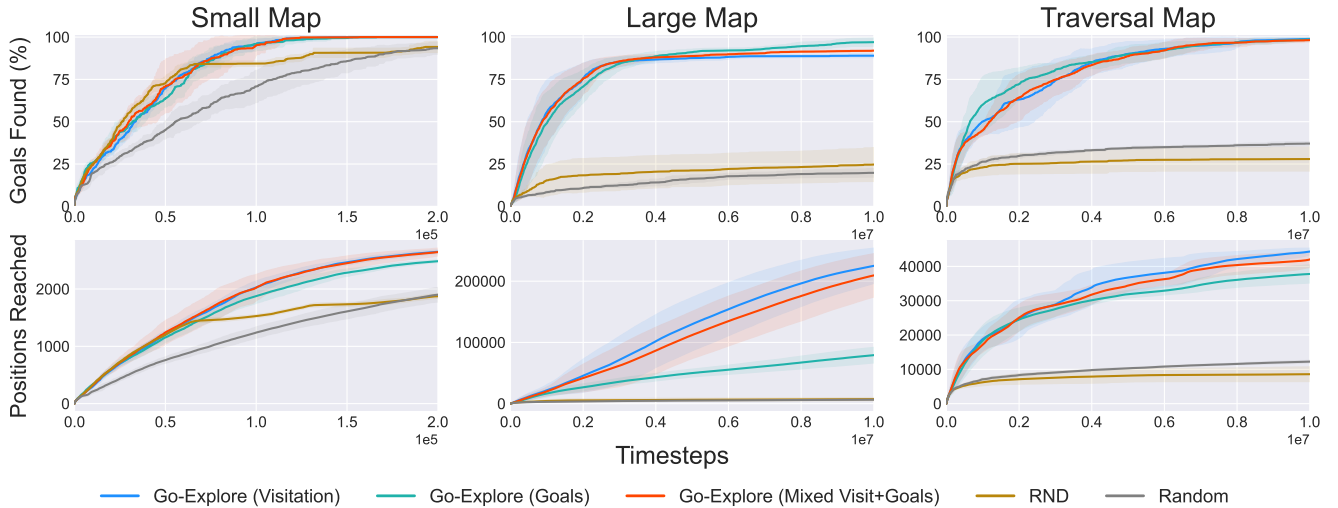 Small Map
Large Map
Traversal Map
Goals Found (%)
100
75
50
25
0
0.0 0.5 1.0 1.5 2.0
1e5
100
75
50
25
0
0.0 0.2 0.4 0.6 0.8 1.0
1e7
100
75
50
25
0
0.0 0.2 0.4 0.6 0.8 1.0
1e7
Positions Reached
2000
1000
0
0.0 0.5 1.0 1.5 2.0
1e5
200000
100000
0
0.0 0.2 0.4 0.6 0.8 1.0
1e7
40000
30000
20000
10000
0
0.0 0.2 0.4 0.6 0.8 1.0
1e7
Timesteps
Go-Explore (Visitation) Go-Explore (Goals) Go-Explore (Mixed Visit+Goals) RND Random